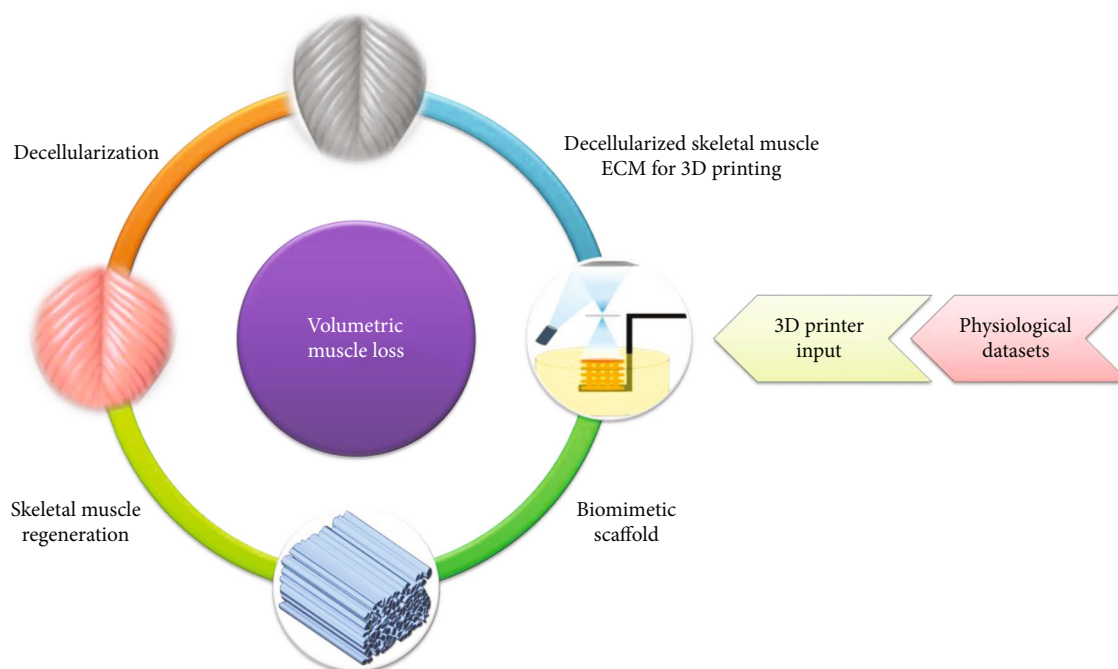 Decellularization
Decellularized skeletal muscle
ECM for 3D printing
Volumetric
muscle loss
3D printer
input
Physiological
datasets
Skeletal muscle
regeneration
Biomimetic
scaffold